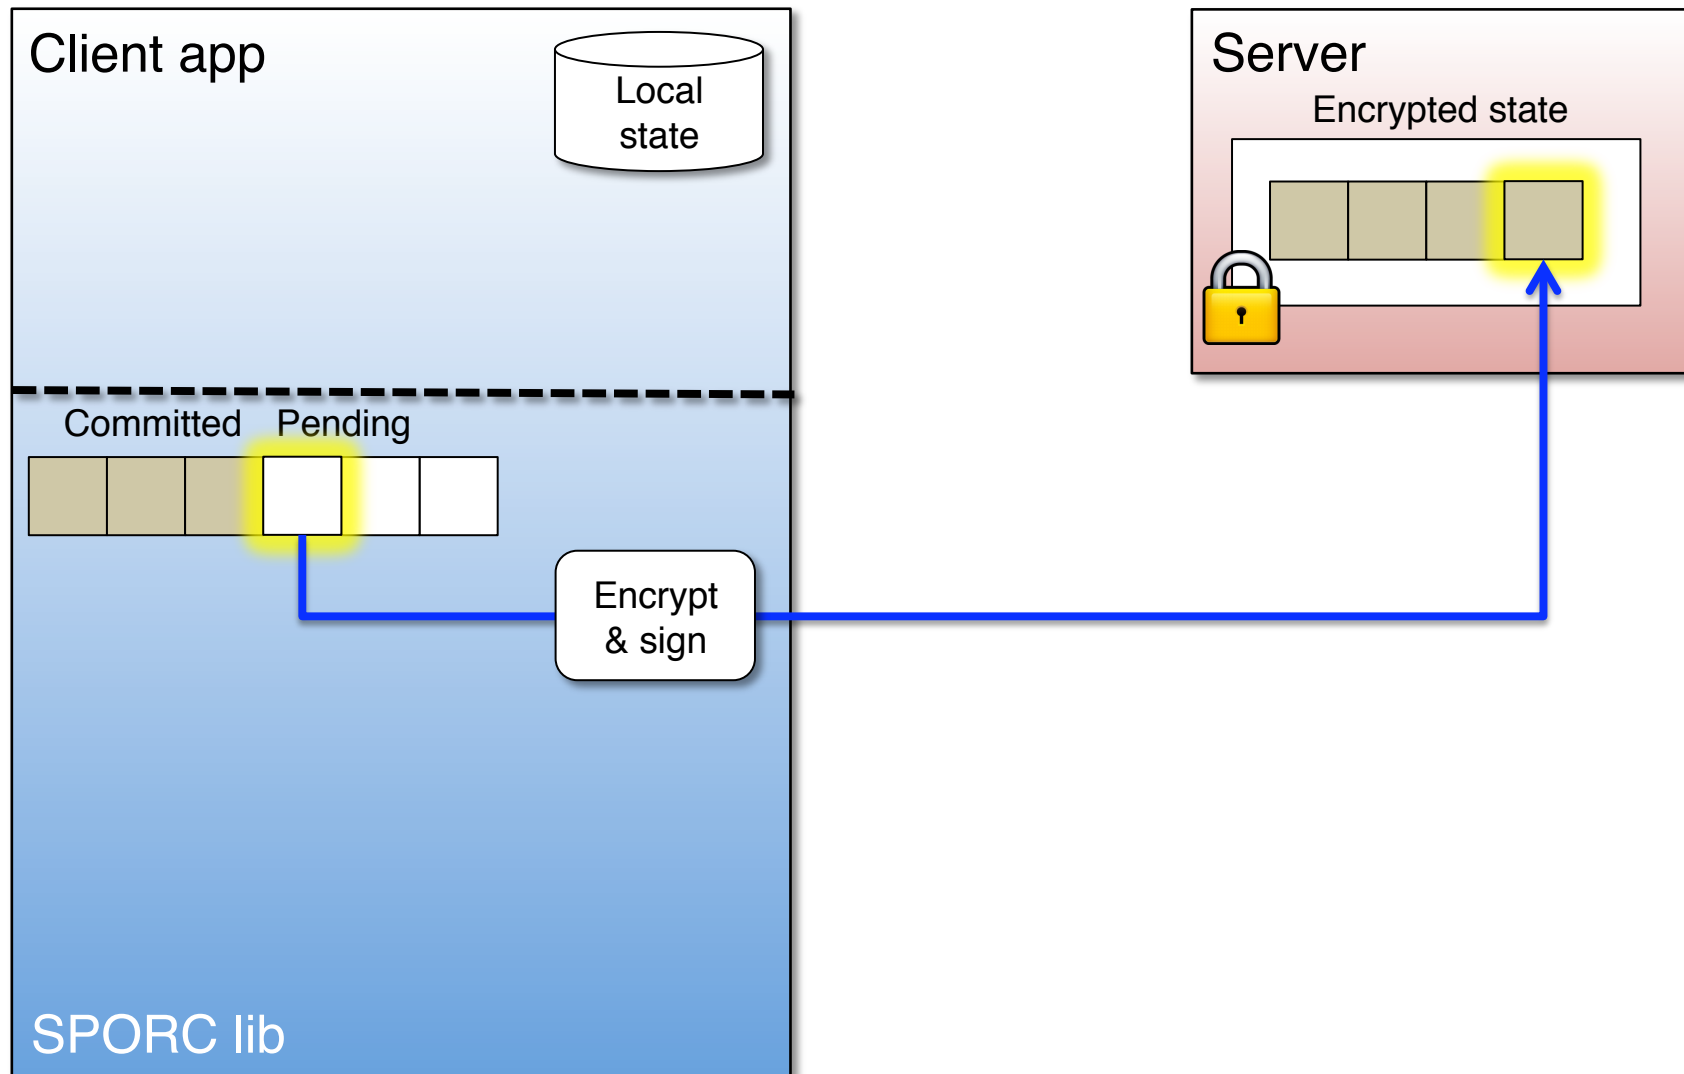 Client app
Local
state
Server
Encrypted state
Committed Pending
Encrypt
& sign
SPORC lib